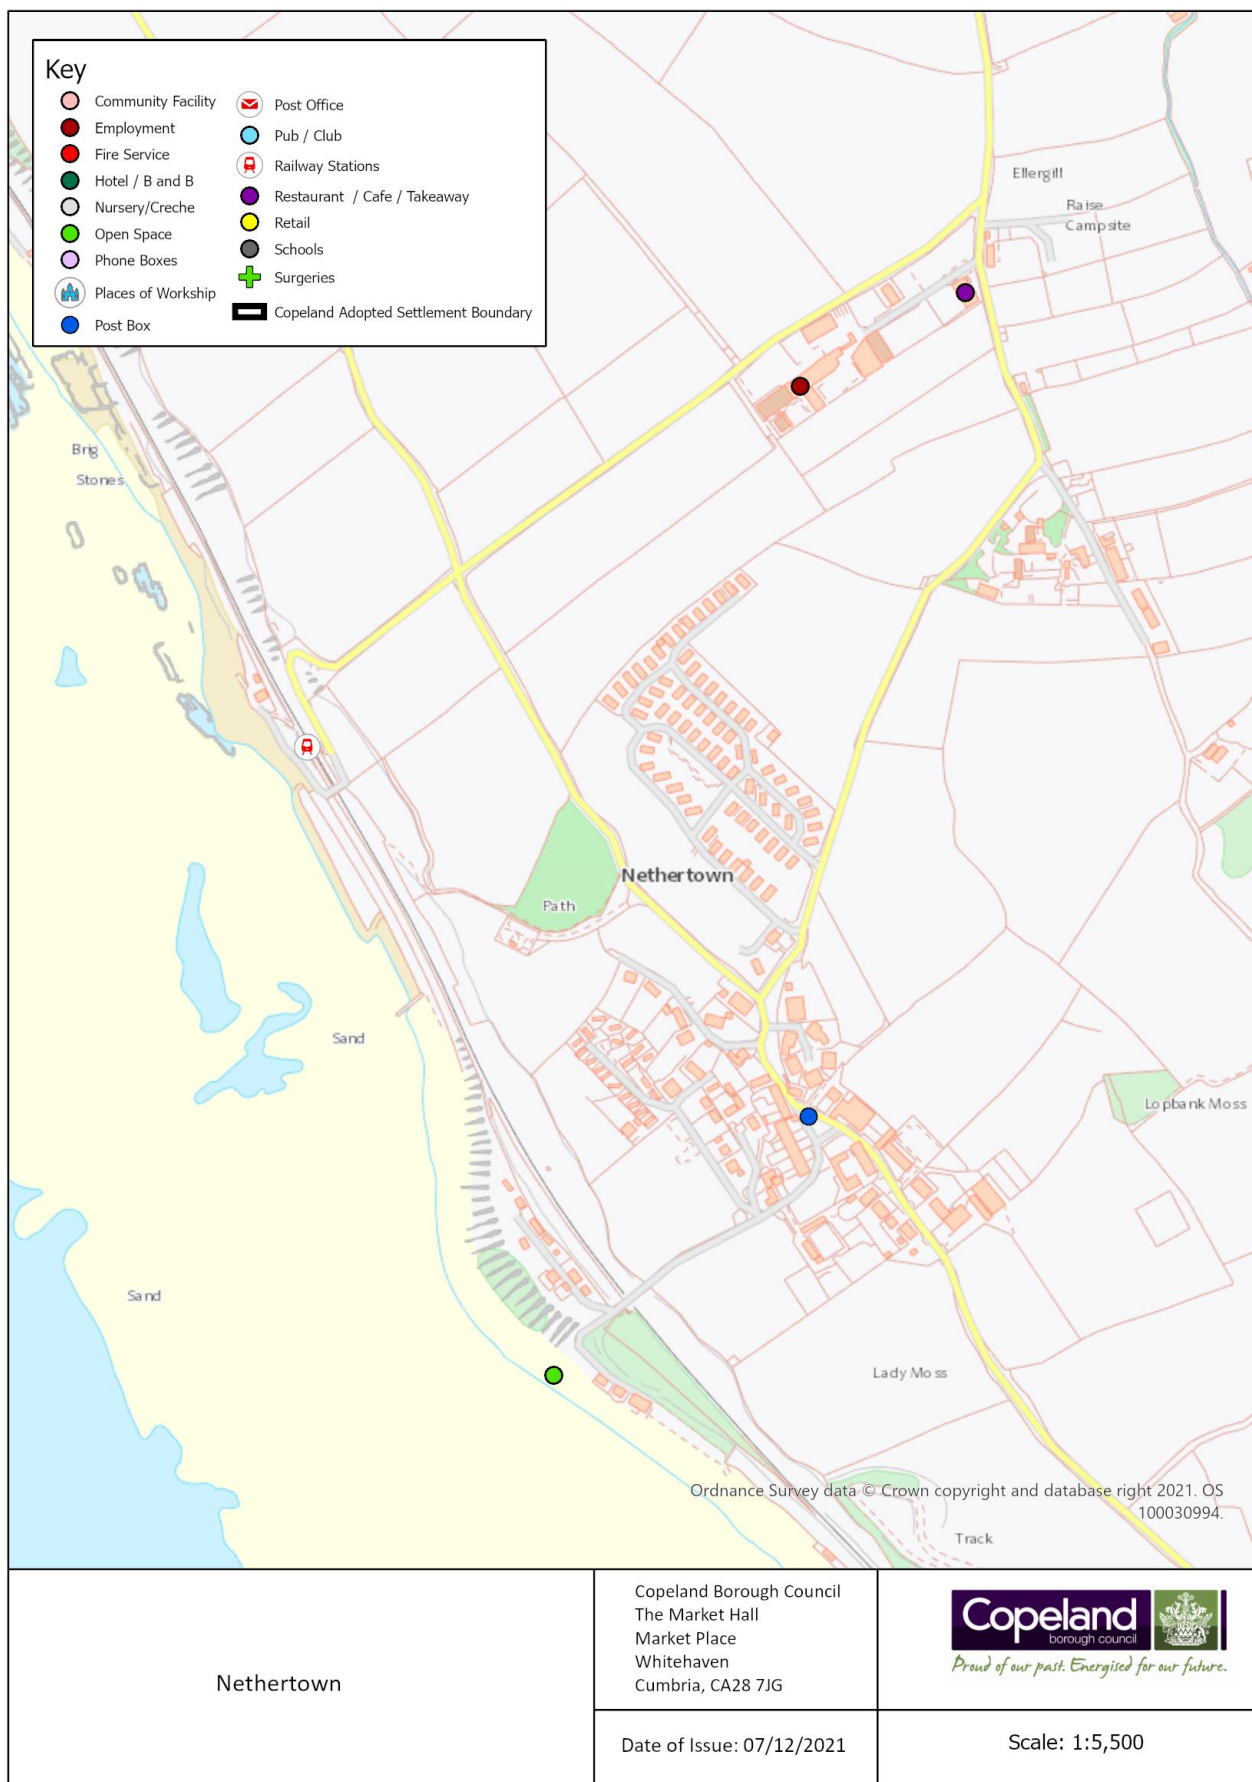 Key
Community Facility
Employment
Fire Service
Hotel / B and B
Nursery/Creche
Open Space
Phone Boxes
Places of Workship
Post Box
Post Office
Pub / Club
Railway Stations
Restaurant / Cafe / Takeaway
Retail
Schools
Surgeries
Copeland Adopted Settlement Boundary
Ellergill
Raise
Campsite
Brig
Stones
Nethertown
Path
Sand
Lopbank Moss
Sand
Lady Moss
Ordnance Survey data © Crown copyright and database right 2021. OS
100030994.
Track
Nethertown
Copeland Borough Council
The Market Hall
Market Place
Whitehaven
Cumbria, CA28 7JG
Date of Issue: 07/12/2021
Copeland
borough council
Proud of our past. Energised for our future.
Scale: 1:5,500